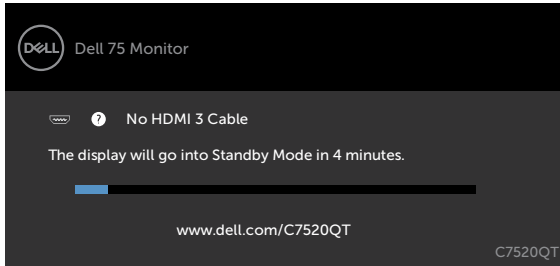 DELL Dell 75 Monitor
? No HDMI 3 Cable
The display will go into Standby Mode in 4 minutes.
www.dell.com/C7520QT
C7520QT